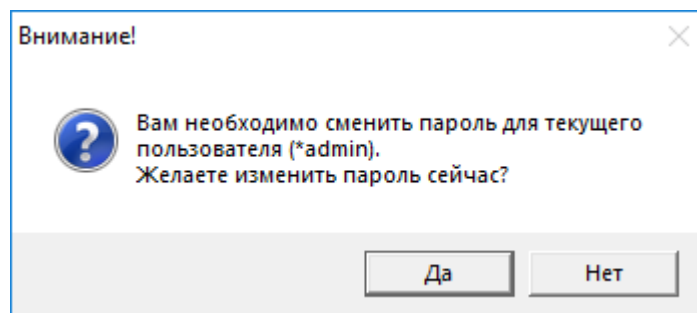 Внимание!
Вам необходимо сменить пароль для текущего
пользователя (*admin).
Желаете изменить пароль сейчас?
Да
Нет